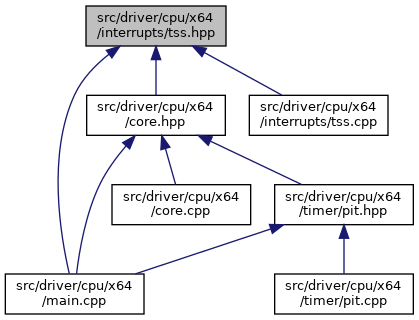 src/driver/cpu/x64
/interrupts/tss.hpp
src/driver/cpu/x64
/core.hpp
src/driver/cpu/x64
/interrupts/tss.cpp
src/driver/cpu/x64
/core.cpp
src/driver/cpu/x64
/timer/pit.hpp
src/driver/cpu/x64
/main.cpp
src/driver/cpu/x64
/timer/pit.cpp